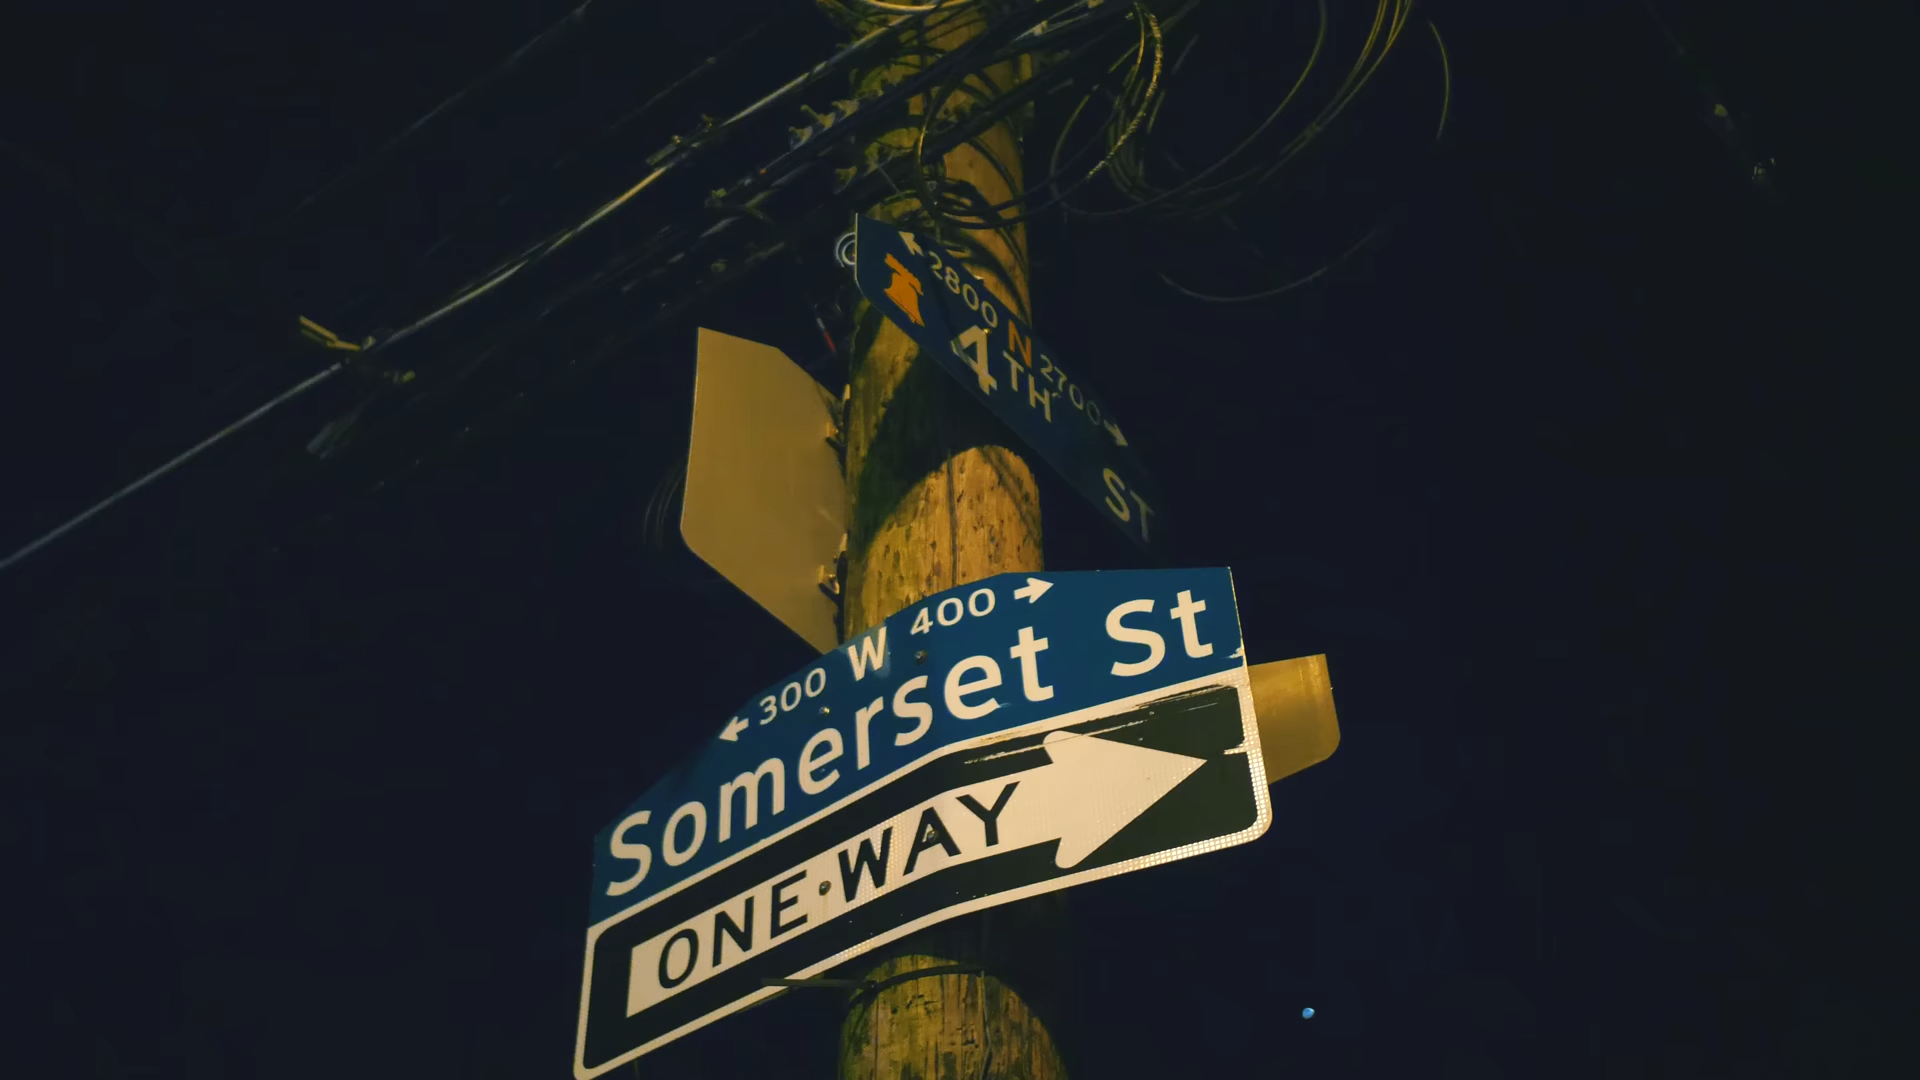 ← 2800 N 2700 →
4TH ST
← 300 W 400 →
Somerset St
ONE WAY